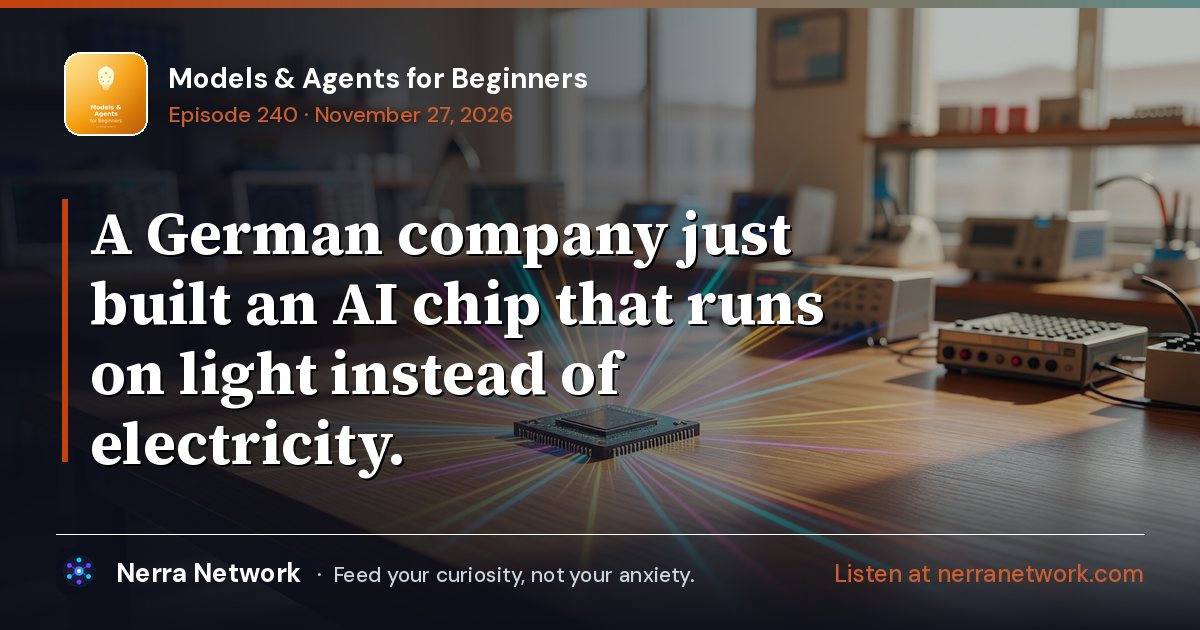 Models & Agents for Beginners
Episode 240 · November 27, 2026
Models &
Agents
for Beginners
A German company just
built an AI chip that runs
on light instead of
electricity.
Nerra Network · Feed your curiosity, not your anxiety.
Listen at nerranetwork.com